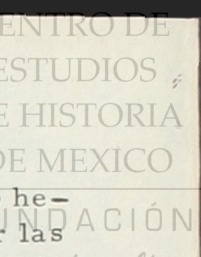 ENTRO DE
ESTUDIOS
E HISTORIA
DE MEXICO
he-
UNDACIÓN
r las